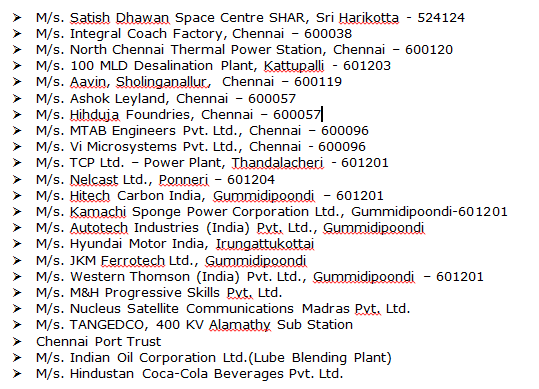 ➢ M/s. Satish Dhawan Space Centre SHAR, Sri Harikotta - 524124
➢ M/s. Integral Coach Factory, Chennai – 600038
➢ M/s. North Chennai Thermal Power Station, Chennai – 600120
➢ M/s. 100 MLD Desalination Plant, Kattupalli - 601203
➢ M/s. Aavin, Sholinganallur, Chennai – 600119
➢ M/s. Ashok Leyland, Chennai – 600057
➢ M/s. Hihduja Foundries, Chennai – 600057
➢ M/s. MTAB Engineers Pvt. Ltd., Chennai – 600096
➢ M/s. Vi Microsystems Pvt. Ltd., Chennai - 600096
➢ M/s. TCP Ltd. – Power Plant, Thandalacheri - 601201
➢ M/s. Nelcast Ltd., Ponneri – 601204
➢ M/s. Hitech Carbon India, Gummidipoondi – 601201
➢ M/s. Kamachi Sponge Power Corporation Ltd., Gummidipoondi-601201
➢ M/s. Autotech Industries (India) Pvt, Ltd., Gummidipoondi
➢ M/s. Hyundai Motor India, Irungattukottai
➢ M/s. JKM Ferrotech Ltd., Gummidipoondi
➢ M/s. Western Thomson (India) Pvt. Ltd., Gummidipoondi – 601201
➢ M/s. M&H Progressive Skills Pvt, Ltd.
➢ M/s. Nucleus Satellite Communications Madras Pvt, Ltd.
➢ M/s. TANGEDCO, 400 KV Alamathy Sub Station
➢ Chennai Port Trust
➢ M/s. Indian Oil Corporation Ltd.(Lube Blending Plant)
➢ M/s. Hindustan Coca-Cola Beverages Pvt. Ltd.